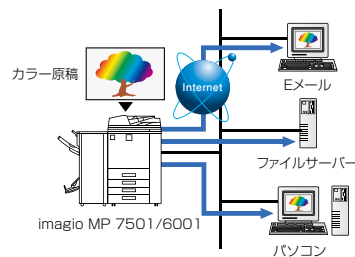 カラー原稿
Internet
Eメール
ファイルサーバー
imagio MP 7501/6001
パソコン